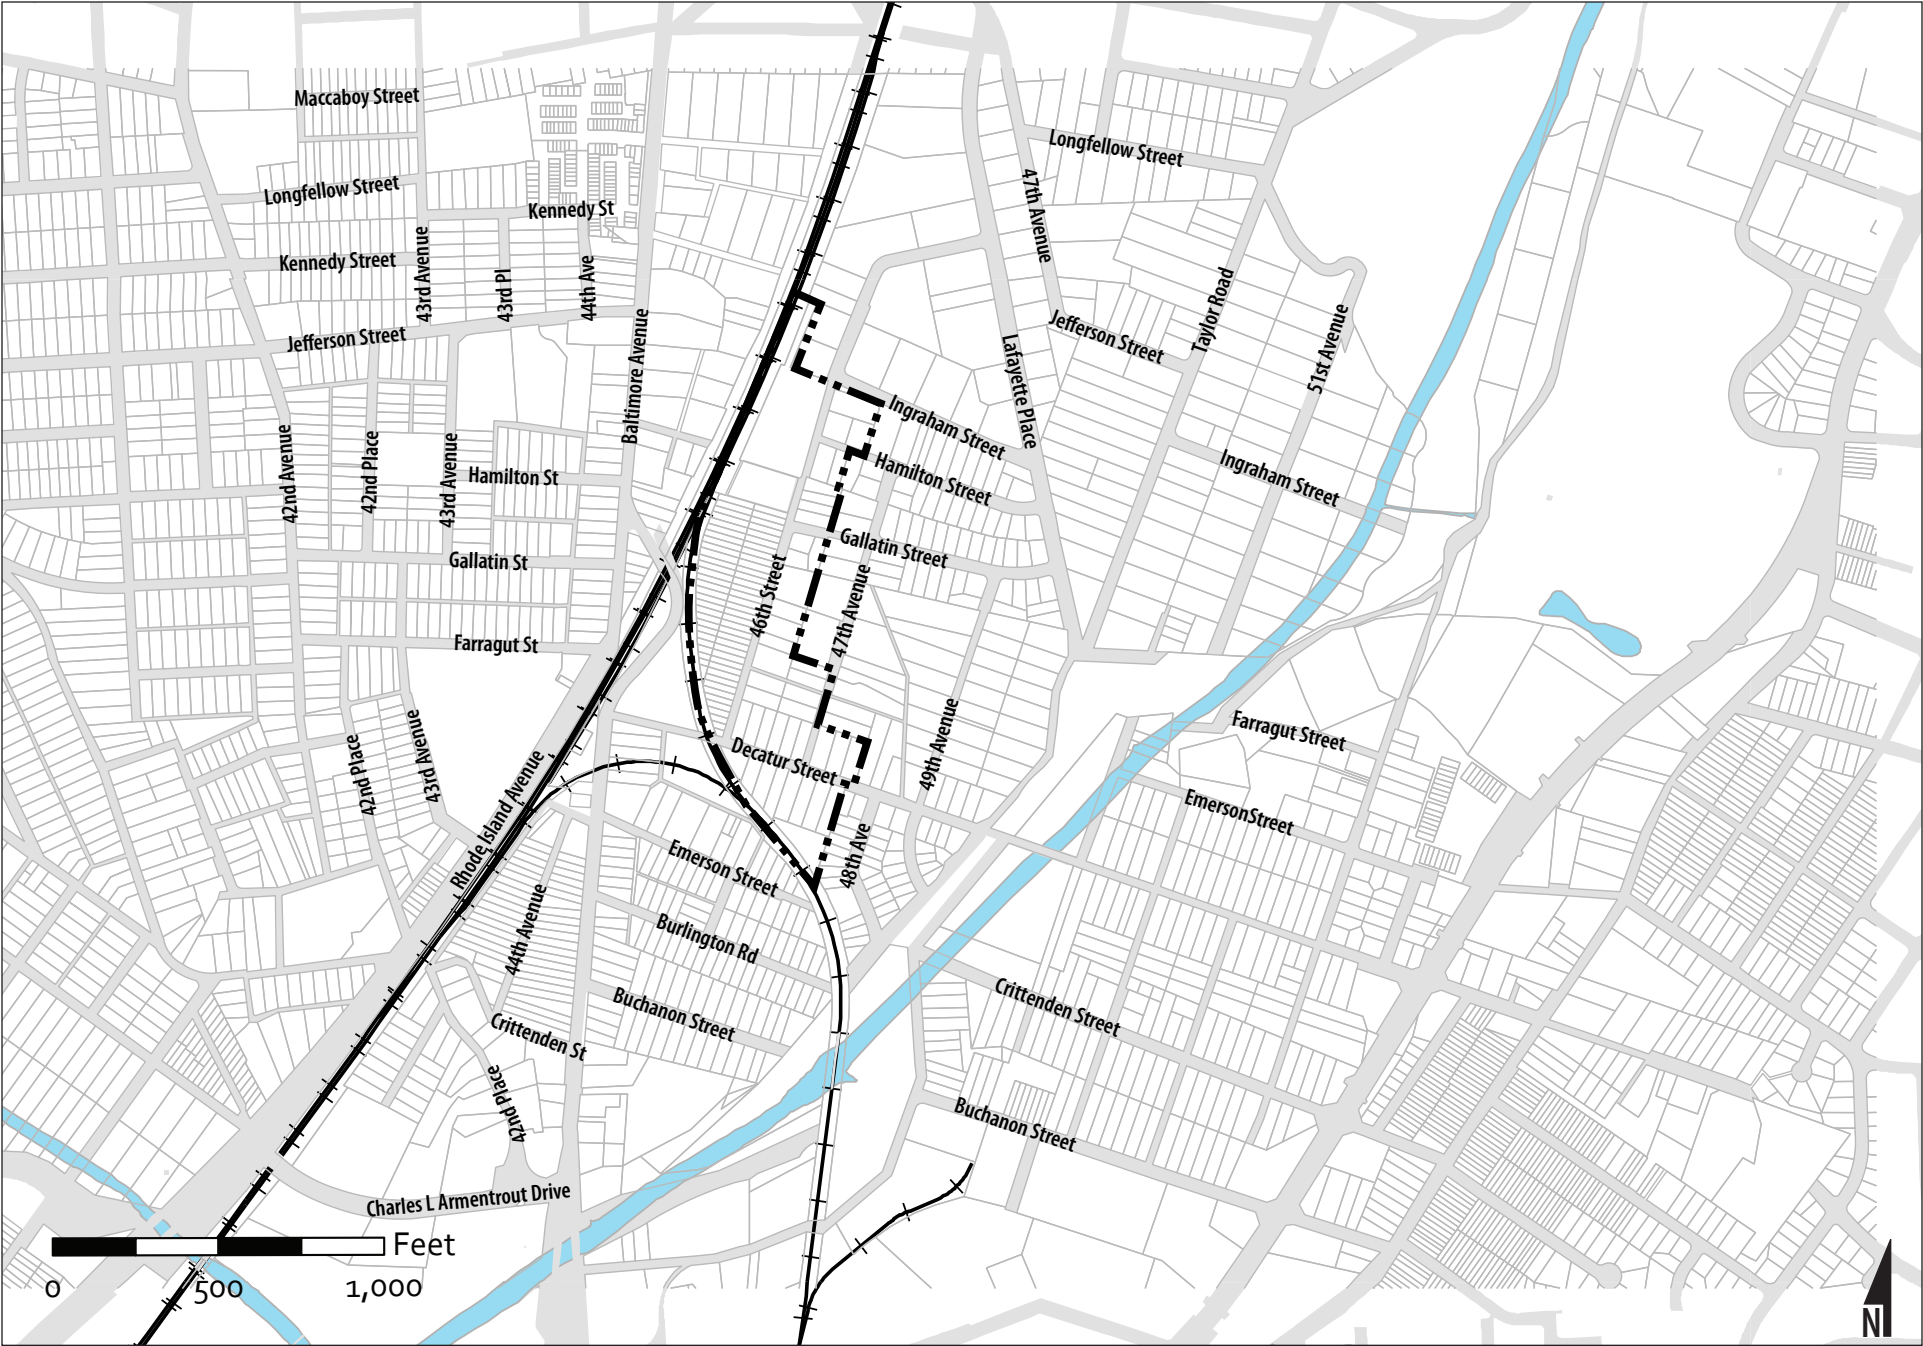 Maccaboy Street
Longfellow Street
Longfellow Street
Kennedy St
47th Avenue
Kennedy Street
43rd Avenue
43rd Pl
44th Ave
Jefferson Street
Baltimore Avenue
Lafayette Place
Jefferson Street
Taylor Road
51st Avenue
Ingraham Street
42nd Avenue
42nd Place
43rd Avenue
Hamilton St
Hamilton Street
Ingraham Street
Gallatin St
Gallatin Street
46th Street
47th Avenue
Farragut St
42nd Place
43rd Avenue
Rhode Island Avenue
Decatur Street
49th Avenue
Farragut Street
EmersonStreet
Emerson Street
48th Ave
44th Avenue
Burlington Rd
Buchanon Street
Crittenden Street
Crittenden St
42nd Place
Buchanon Street
Charles L Armentrout Drive
Feet
0 500 1,000
N